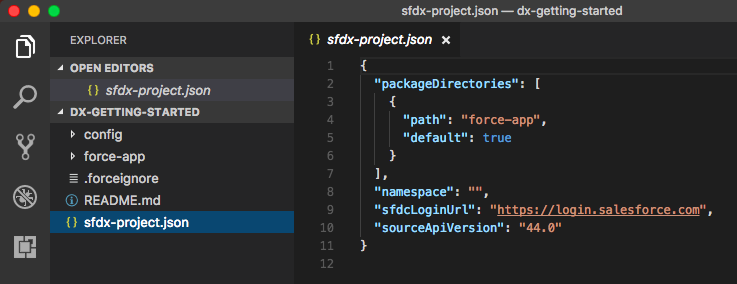 sfdx-project.json — dx-getting-started
EXPLORER
OPEN EDITORS
{} sfdx-project.json
DX-GETTING-STARTED
config
force-app
.forceignore
README.md
{} sfdx-project.json
{} sfdx-project.json ×
1 {
2 "packageDirectories": [
3 {
4 "path": "force-app",
5 "default": true
6 }
7 ],
8 "namespace": "",
9 "sfdcLoginUrl": "https://login.salesforce.com",
10 "sourceApiVersion": "44.0"
11 }
12